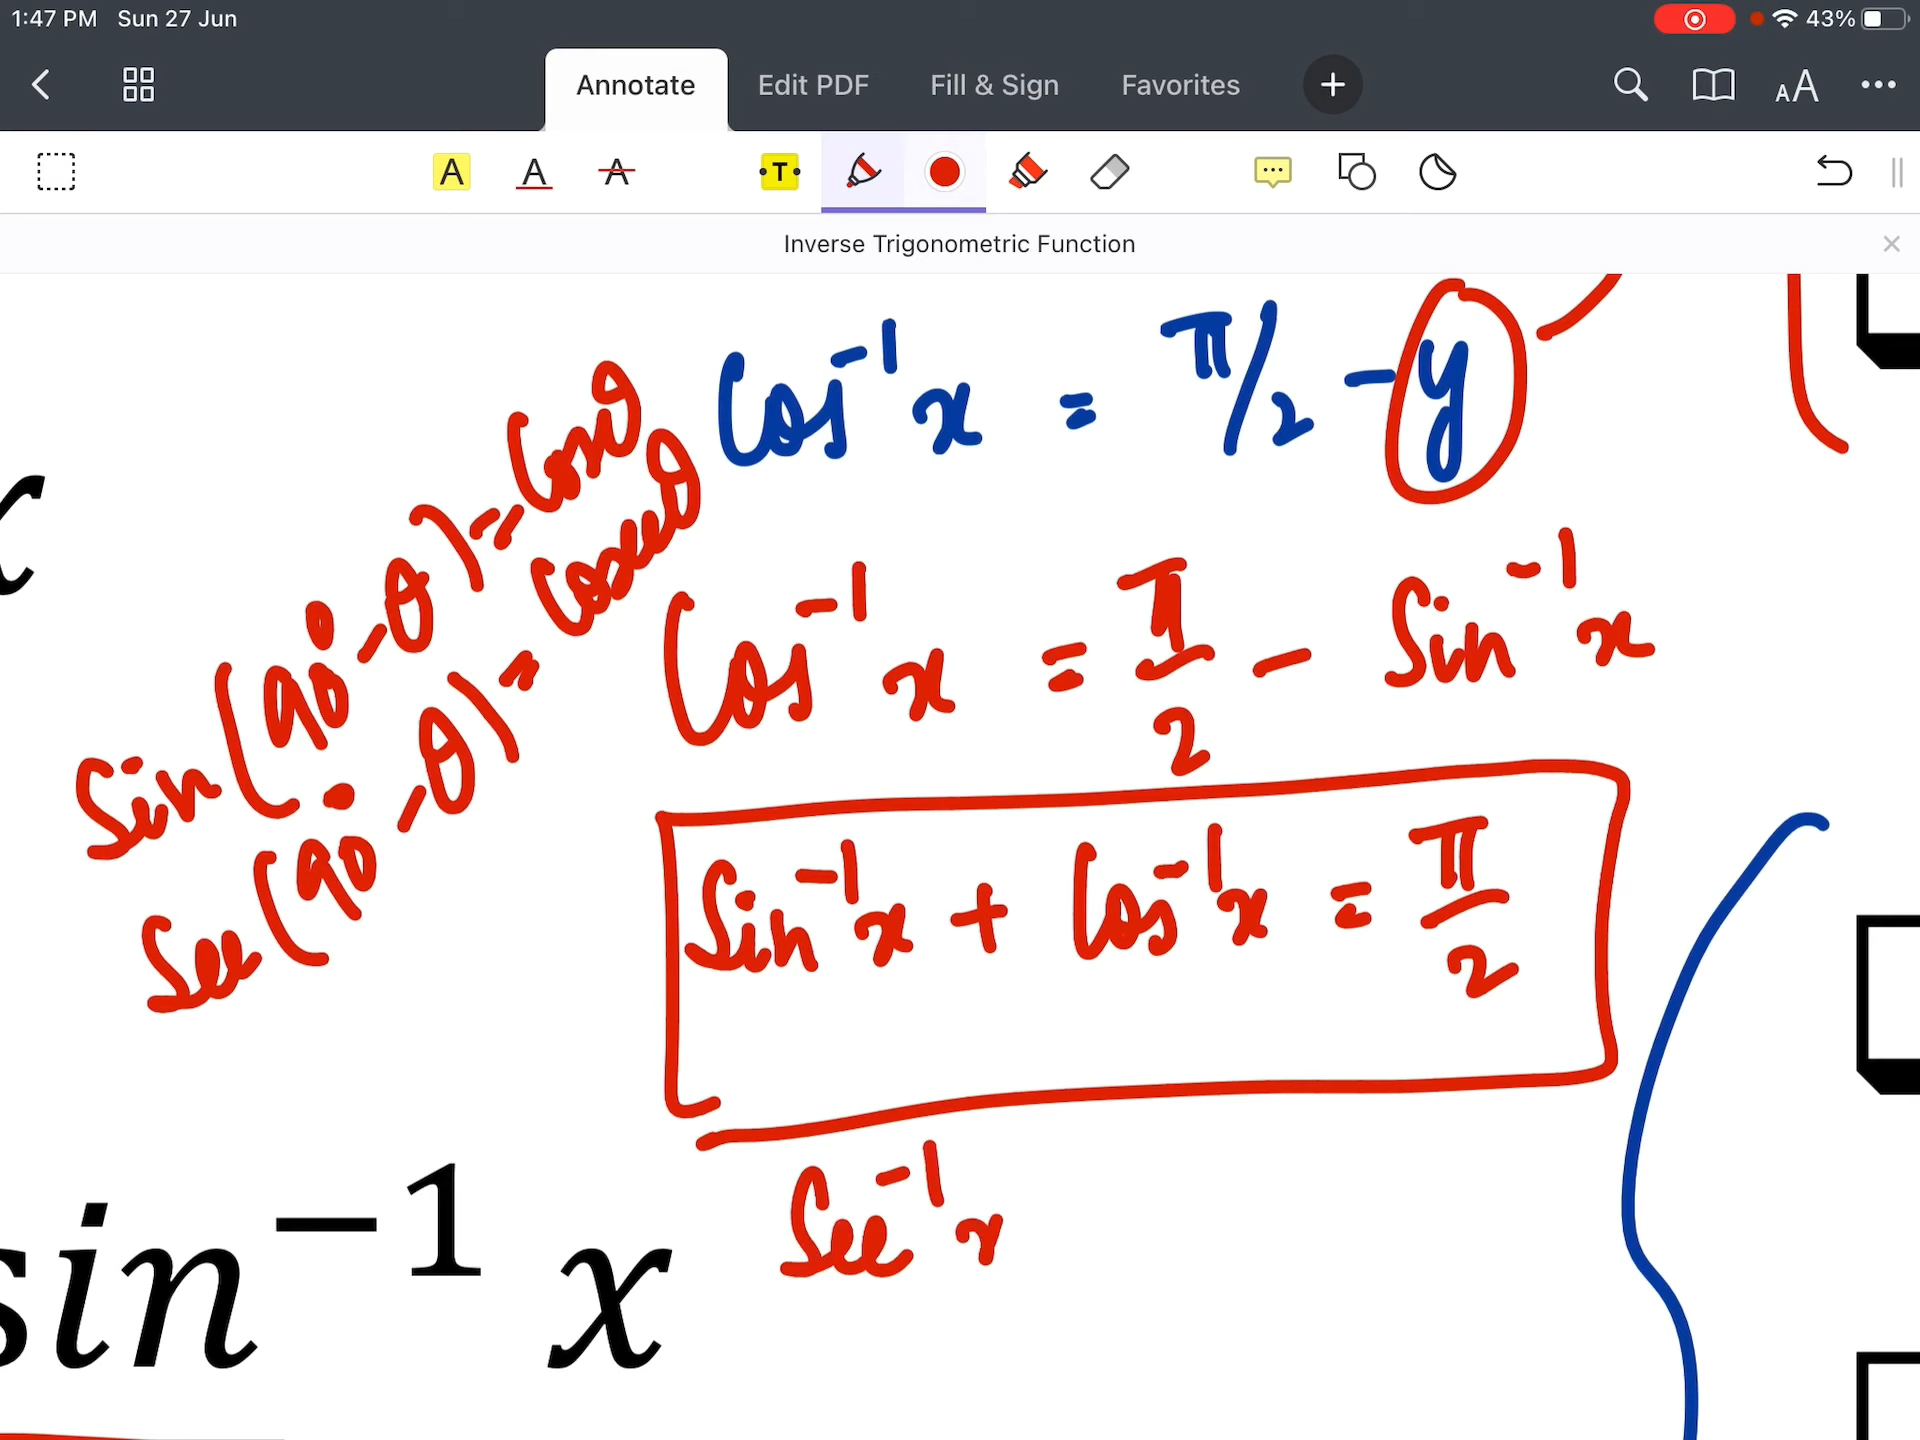 1:47 PM Sun 27 Jun
43%
Annotate Edit PDF Fill & Sign Favorites
A A A T AA
Inverse Trigonometric Function
Cos⁻¹x = π/2 - y
Sin(90° - θ) = Cosθ
Sec(90° - θ) = Cosecθ
x
Cos⁻¹x = π/2 - Sin⁻¹x
Sin⁻¹x + Cos⁻¹x = π/2
Sec⁻¹x
sin⁻¹ x